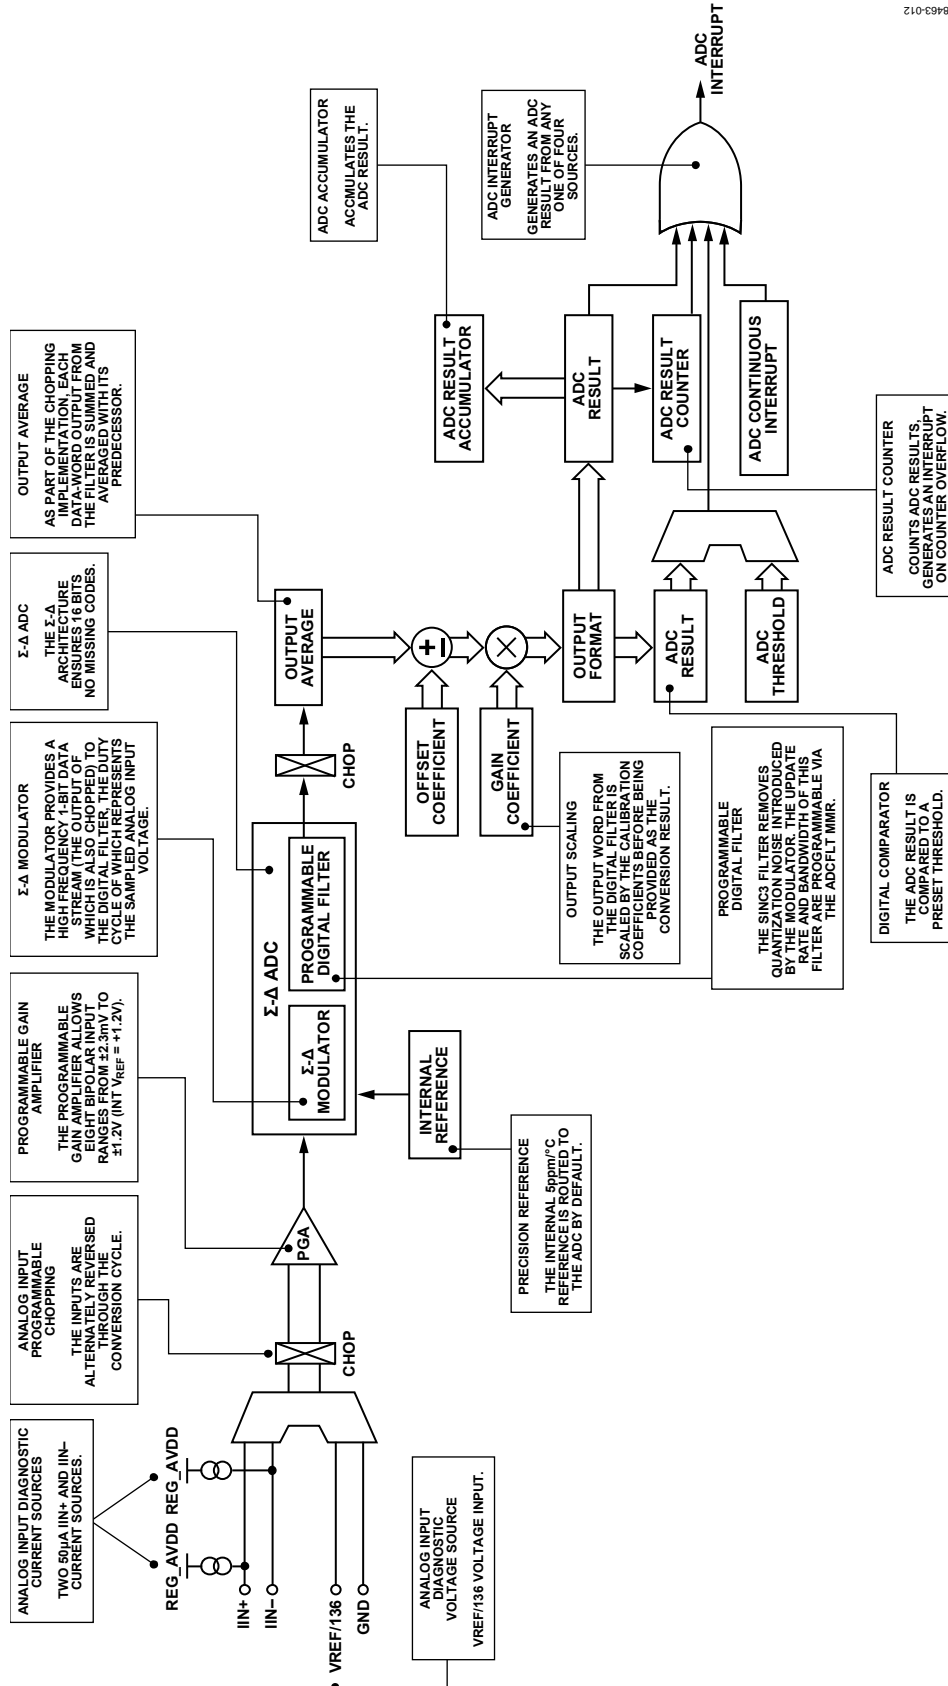 ANALOG INPUT DIAGNOSTIC
CURRENT SOURCES
TWO 50µA IIN+ AND IIN–
CURRENT SOURCES.
ANALOG INPUT
PROGRAMMABLE
CHOPPING
THE INPUTS ARE
ALTERNATELY REVERSED
THROUGH THE
CONVERSION CYCLE.
PROGRAMMABLE GAIN
AMPLIFIER
THE PROGRAMMABLE
GAIN AMPLIFIER ALLOWS
EIGHT BIPOLAR INPUT
RANGES FROM ±2.3mV TO
±1.2V (INT VREF = +1.2V).
Σ-Δ MODULATOR
THE MODULATOR PROVIDES A
HIGH FREQUENCY 1-BIT DATA
STREAM (THE OUTPUT OF
WHICH IS ALSO CHOPPED) TO
THE DIGITAL FILTER, THE DUTY
CYCLE OF WHICH REPRESENTS
THE SAMPLED ANALOG INPUT
VOLTAGE.
Σ-Δ ADC
THE Σ-Δ
ARCHITECTURE
ENSURES 16 BITS
NO MISSING CODES.
OUTPUT AVERAGE
AS PART OF THE CHOPPING
IMPLEMENTATION, EACH
DATA-WORD OUTPUT FROM
THE FILTER IS SUMMED AND
AVERAGED WITH ITS
PREDECESSOR.
REG_AVDD
REG_AVDD
IIN+
IIN–
VREF/136
GND
CHOP
PGA
Σ-Δ ADC
Σ-Δ
MODULATOR
PROGRAMMABLE
DIGITAL FILTER
CHOP
OUTPUT
AVERAGE
INTERNAL
REFERENCE
OFFSET
COEFFICIENT
GAIN
COEFFICIENT
OUTPUT
FORMAT
ADC RESULT
ACCUMULATOR
ADC
RESULT
ADC RESULT
COUNTER
ADC CONTINUOUS
INTERRUPT
ADC
RESULT
ADC
THRESHOLD
ADC
INTERRUPT
ADC ACCUMULATOR
ACCMULATES THE
ADC RESULT.
ADC INTERRUPT
GENERATOR
GENERATES AN ADC
RESULT FROM ANY
ONE OF FOUR
SOURCES.
ANALOG INPUT
DIAGNOSTIC
VOLTAGE SOURCE
VREF/136 VOLTAGE INPUT.
PRECISION REFERENCE
THE INTERNAL 5ppm/°C
REFERENCE IS ROUTED TO
THE ADC BY DEFAULT.
OUTPUT SCALING
THE OUTPUT WORD FROM
THE DIGITAL FILTER IS
SCALED BY THE CALIBRATION
COEFFICIENTS BEFORE BEING
PROVIDED AS THE
CONVERSION RESULT.
PROGRAMMABLE
DIGITAL FILTER
THE SINC3 FILTER REMOVES
QUANTIZATION NOISE INTRODUCED
BY THE MODULATOR. THE UPDATE
RATE AND BANDWIDTH OF THIS
FILTER ARE PROGRAMMABLE VIA
THE ADCFLT MMR.
DIGITAL COMPARATOR
THE ADC RESULT IS
COMPARED TO A
PRESET THRESHOLD.
ADC RESULT COUNTER
COUNTS ADC RESULTS,
GENERATES AN INTERRUPT
ON COUNTER OVERFLOW.
8463-012